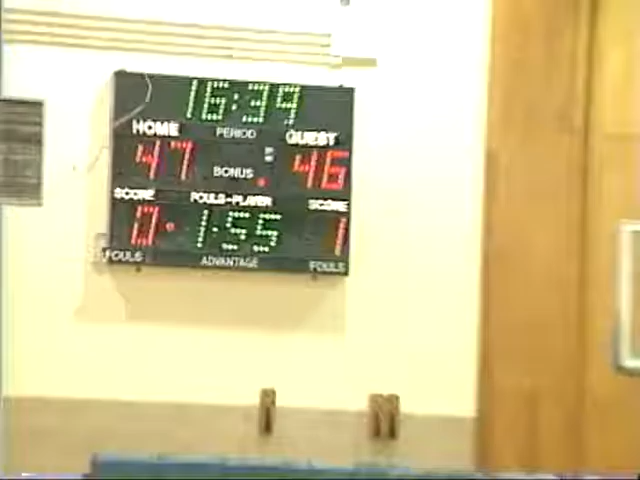 16:39
HOME PERIOD GUEST
47 BONUS 46
SCORE FOULS-PLAYER SCORE
0 1-55 1
FOULS ADVANTAGE FOULS